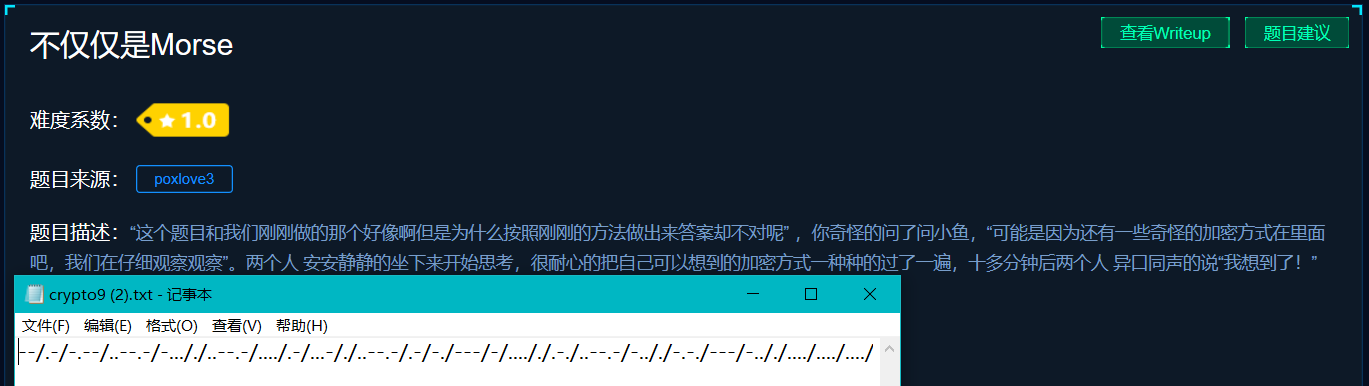 不仅仅是Morse
查看Writeup
题目建议
难度系数：
1.0
题目来源：
poxlove3
题目描述：“这个题目和我们刚刚做的那个好像啊但是为什么按照刚刚的方法做出来答案却不对呢” ，你奇怪的问了问小鱼，“可能是因为还有一些奇怪的加密方式在里面
吧，我们在仔细观察观察”。两个人 安安静静的坐下来开始思考，很耐心的把自己可以想到的加密方式一种种的过了一遍，十多分钟后两个人 异口同声的说“我想到了！”
crypto9 (2).txt - 记事本
文件(F) 编辑(E) 格式(O) 查看(V) 帮助(H)
--/.-/-.--/..--.-/-..././..--.-/..../.-/...-/./..--.-/.-/-./---/-/...././.-./..--.-/-.././-.-./---/-.././..../..../..../